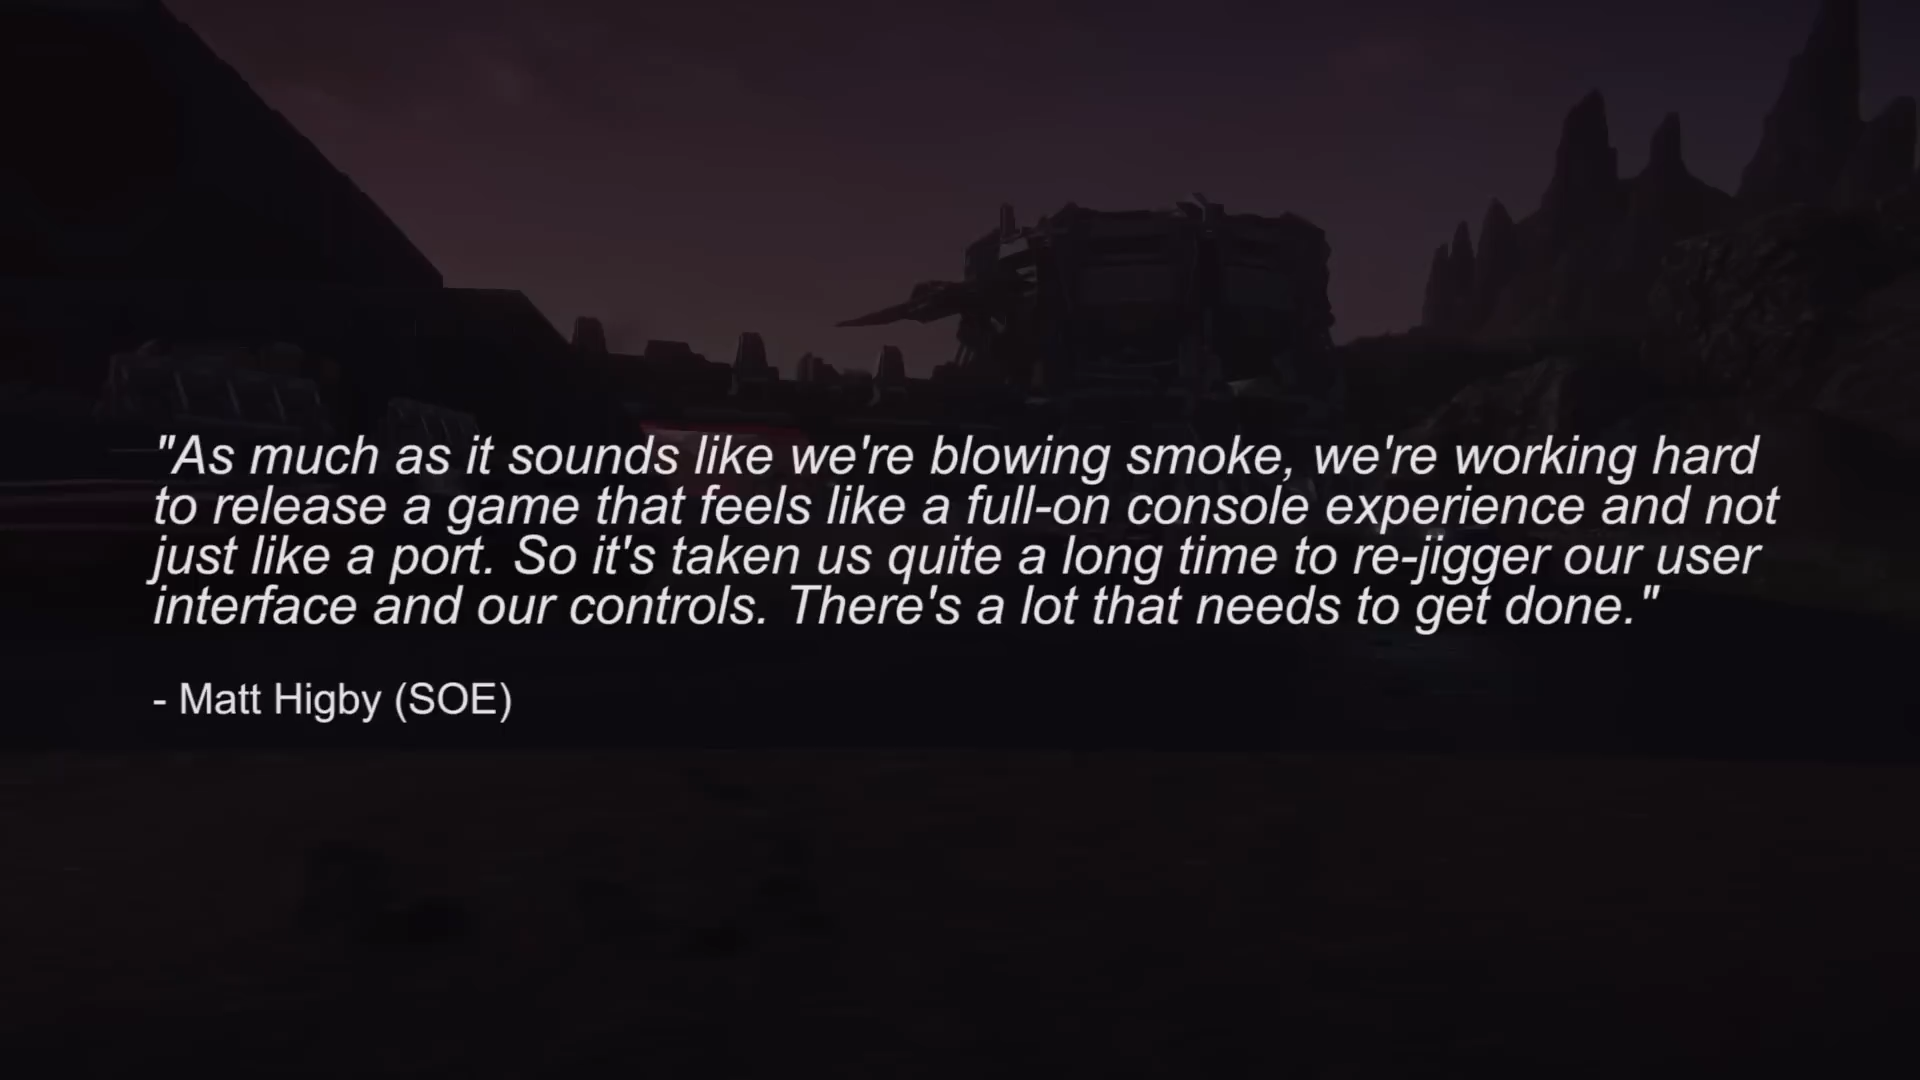 "As much as it sounds like we're blowing smoke, we're working hard
to release a game that feels like a full-on console experience and not
just like a port. So it's taken us quite a long time to re-jigger our user
interface and our controls. There's a lot that needs to get done."
- Matt Higby (SOE)